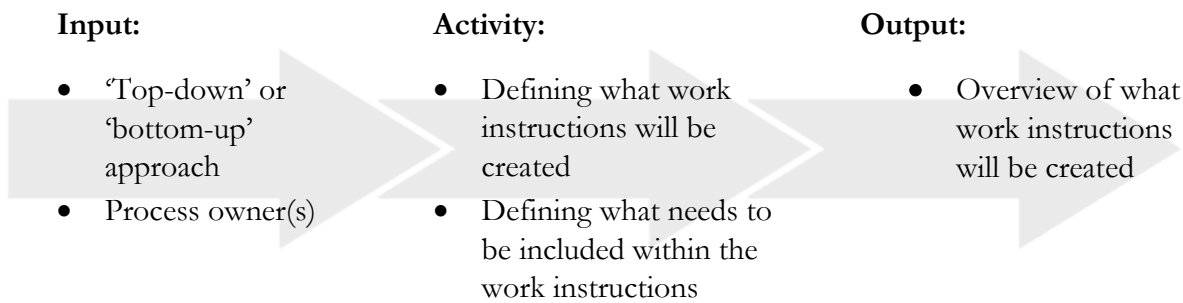 Input:
• ‘Top-down’ or
‘bottom-up’
approach
• Process owner(s)
Activity:
• Defining what work
instructions will be
created
• Defining what needs to
be included within the
work instructions
Output:
• Overview of what
work instructions
will be created